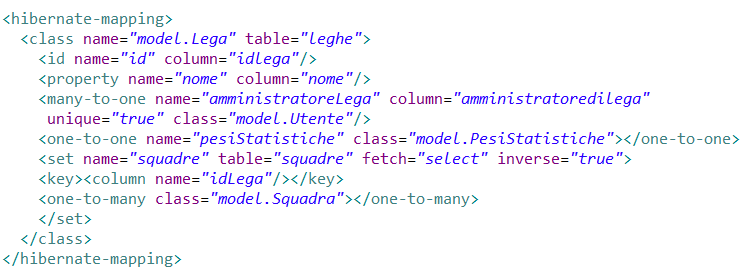 <hibernate-mapping>
<class name="model.Lega" table="leghe">
<id name="id" column="idlega"/>
<property name="nome" column="nome"/>
<many-to-one name="amministratoreLega" column="amministratoredilega"
unique="true" class="model.Utente"/>
<one-to-one name="pesiStatistiche" class="model.PesiStatistiche"></one-to-one>
<set name="squadre" table="squadre" fetch="select" inverse="true">
<key><column name="idLega"/></key>
<one-to-many class="model.Squadra"></one-to-many>
</set>
</class>
</hibernate-mapping>